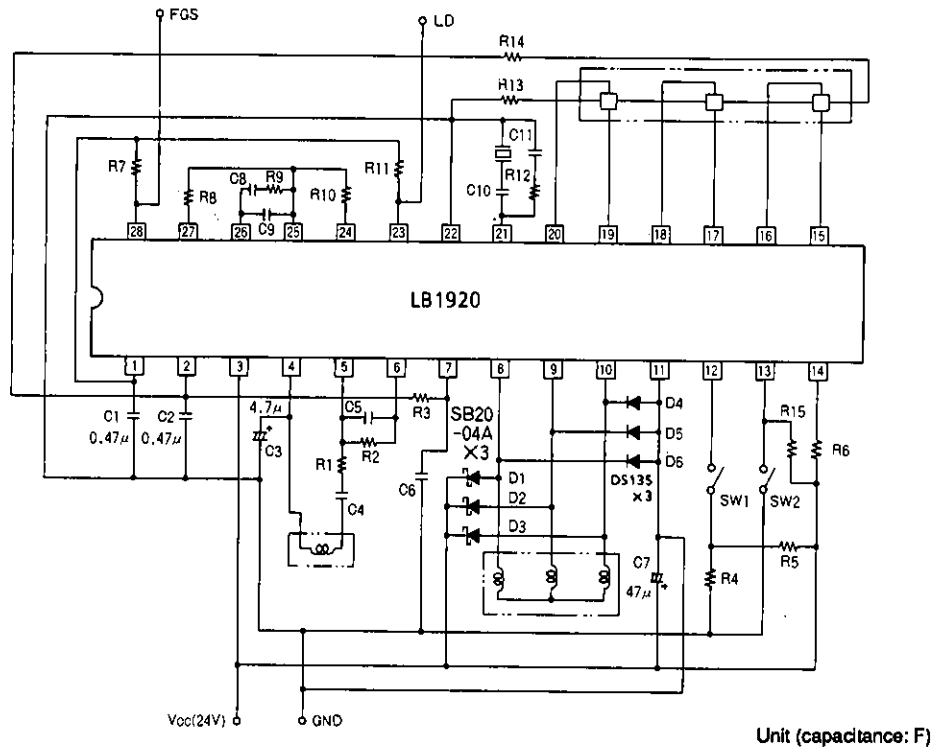 FGS
LD
R14
R13
C11
R7
R11
C8 R9
R12
R8
R10
C10
C9
28 27 26 25 24 23 22 21 20 19 18 17 16 15
LB1920
1 2 3 4 5 6 7 8 9 10 11 12 13 14
4.7μ
C5
R3
D4
R15
SB20
-04A
×3
C1
0.47μ
C2
0.47μ
C3
R2
D5
R6
D6
R1
C6
D1
DS135
×3
SW1
SW2
C4
D2
D3
C7
47μ
R5
R4
Vcc(24V)
GND
Unit (capacitance: F)